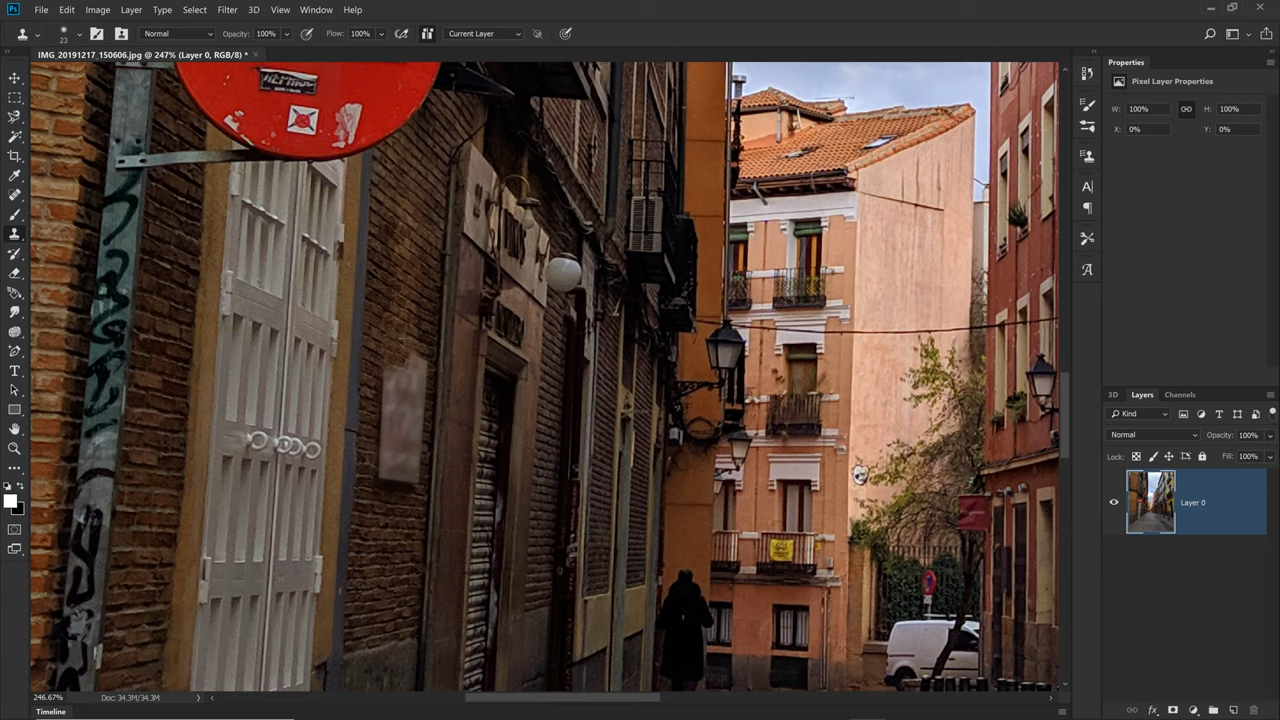 Ps File Edit Image Layer Type Select Filter 3D View Window Help
23 Normal Opacity: 100% Flow: 100% Current Layer
IMG_20191217_150606.jpg @ 247% (Layer 0, RGB/8) * ×
Properties
Pixel Layer Properties
W: 100% H: 100%
X: 0% Y: 0%
3D Layers Channels
Kind
Normal Opacity: 100%
Lock: Fill: 100%
Layer 0
246.67% Doc: 34.3M/34.3M
Timeline